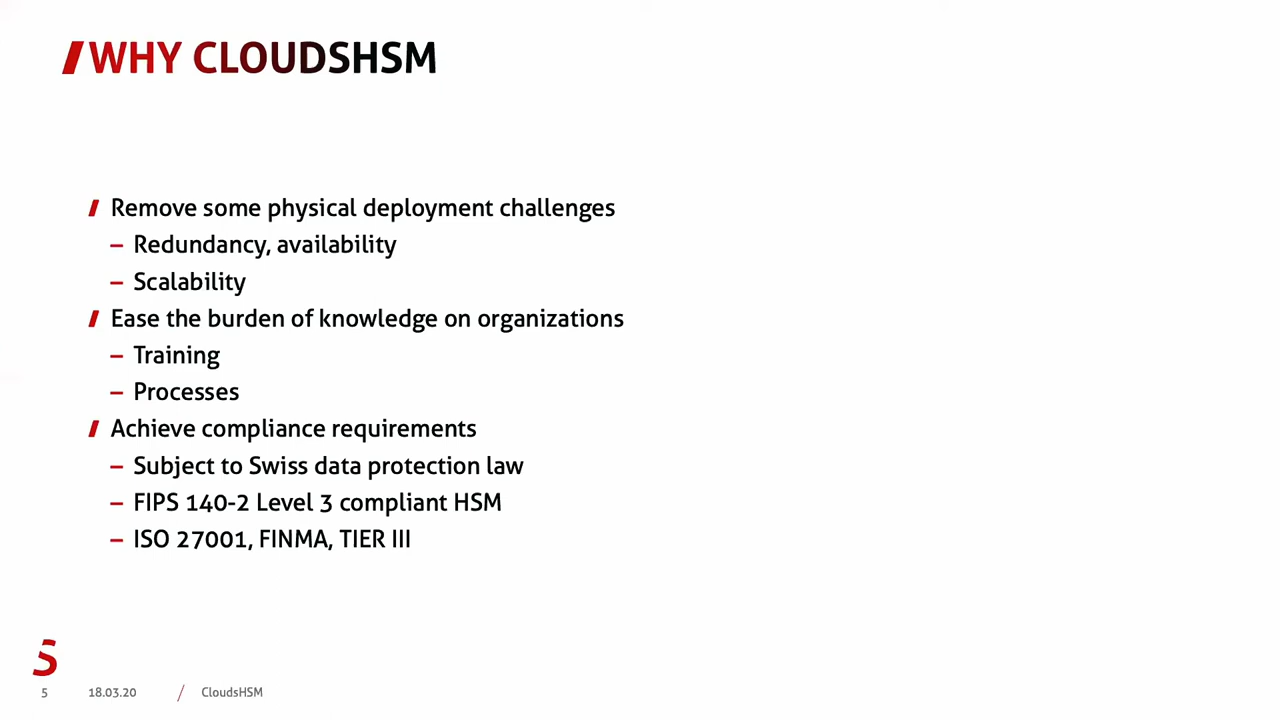 WHY CLOUDSHSM
Remove some physical deployment challenges
– Redundancy, availability
– Scalability
Ease the burden of knowledge on organizations
– Training
– Processes
Achieve compliance requirements
– Subject to Swiss data protection law
– FIPS 140-2 Level 3 compliant HSM
– ISO 27001, FINMA, TIER III
5 18.03.20 / CloudsHSM